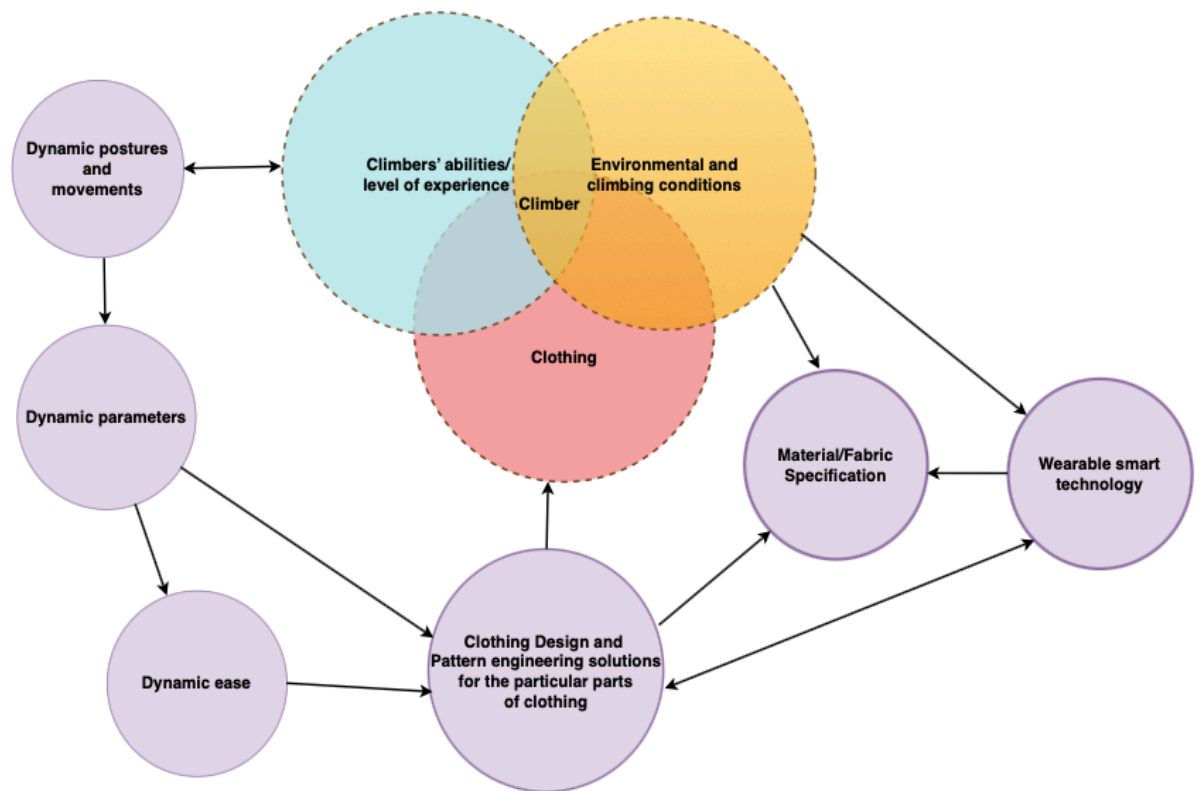 Dynamic postures
and
movements
Climbers' abilities/
level of experience
Environmental and
climbing conditions
Climber
Clothing
Dynamic parameters
Material/Fabric
Specification
Wearable smart
technology
Clothing Design and
Pattern engineering solutions
for the particular parts
of clothing
Dynamic ease